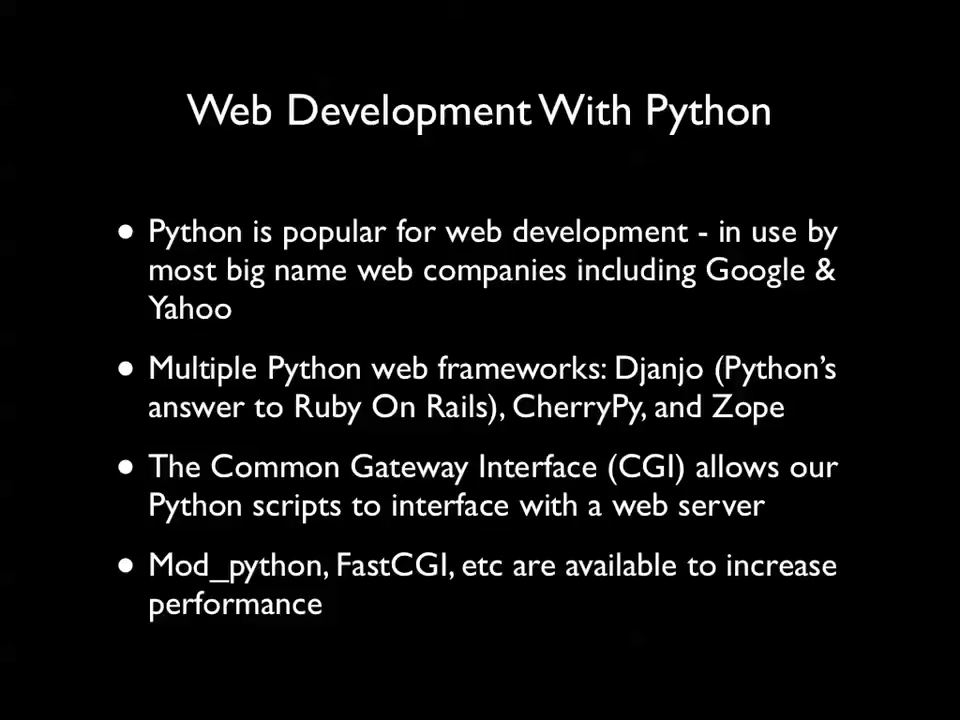 Web Development With Python
• Python is popular for web development - in use by
most big name web companies including Google &
Yahoo
• Multiple Python web frameworks: Djanjo (Python’s
answer to Ruby On Rails), CherryPy, and Zope
• The Common Gateway Interface (CGI) allows our
Python scripts to interface with a web server
• Mod_python, FastCGI, etc are available to increase
performance